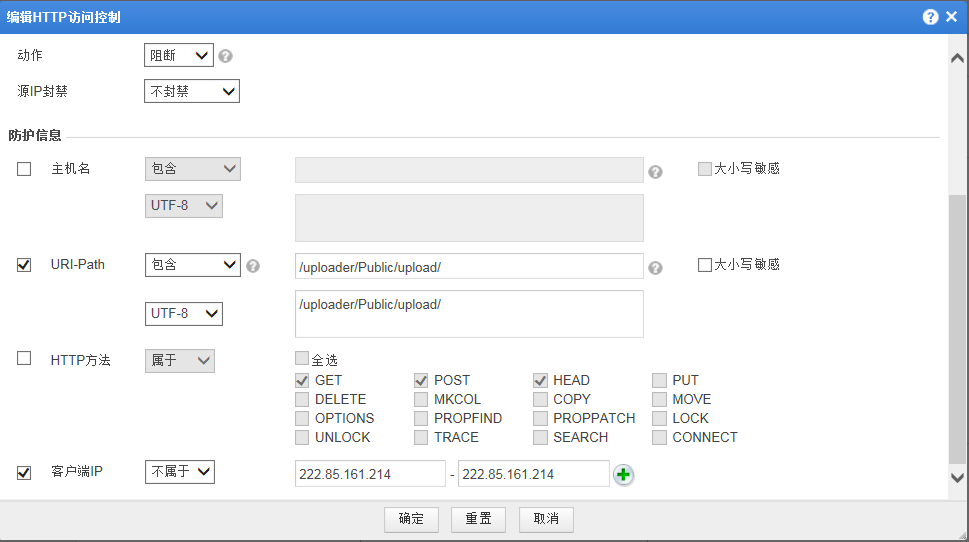 编辑HTTP访问控制
动作 阻断
源IP封禁 不封禁
防护信息
主机名 包含 大小写敏感
UTF-8
URI-Path 包含 /uploader/Public/upload/ 大小写敏感
UTF-8 /uploader/Public/upload/
HTTP方法 属于 全选
GET POST HEAD PUT
DELETE MKCOL COPY MOVE
OPTIONS PROPFIND PROPPATCH LOCK
UNLOCK TRACE SEARCH CONNECT
客户端IP 不属于 222.85.161.214 - 222.85.161.214
确定 重置 取消